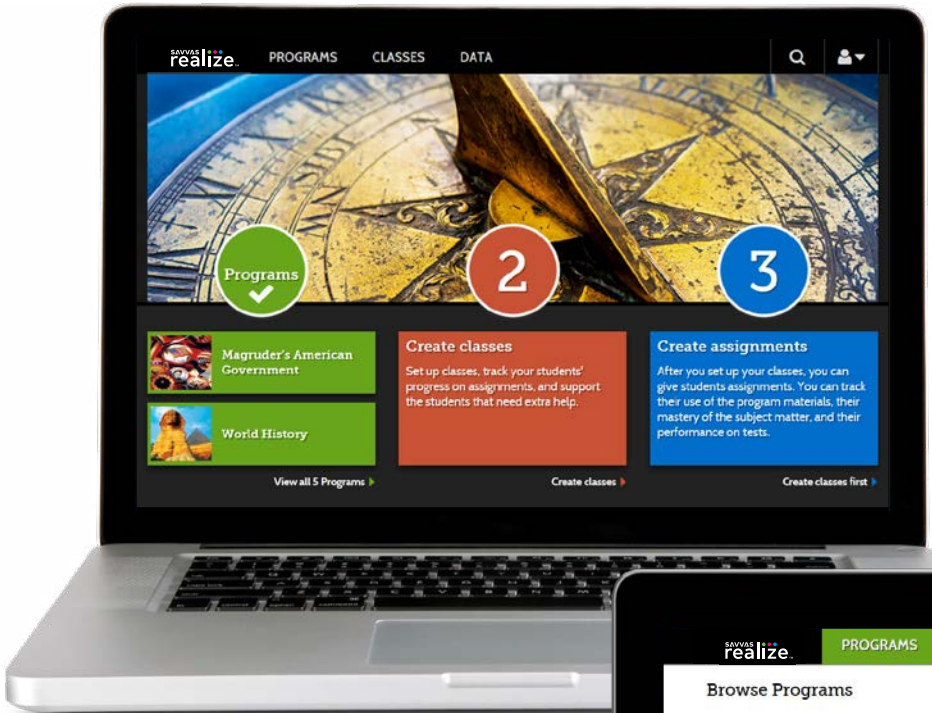 SAVVAS
realize™
PROGRAMS
CLASSES
DATA
Programs
2
3
Magruder's American
Government
World History
View all 5 Programs
Create classes
Set up classes, track your students'
progress on assignments, and support
the students that need extra help.
Create classes
Create assignments
After you set up your classes, you can
give students assignments. You can track
their use of the program materials, their
mastery of the subject matter, and their
performance on tests.
Create classes first
SAVVAS
realize™
PROGRAMS
Browse Programs